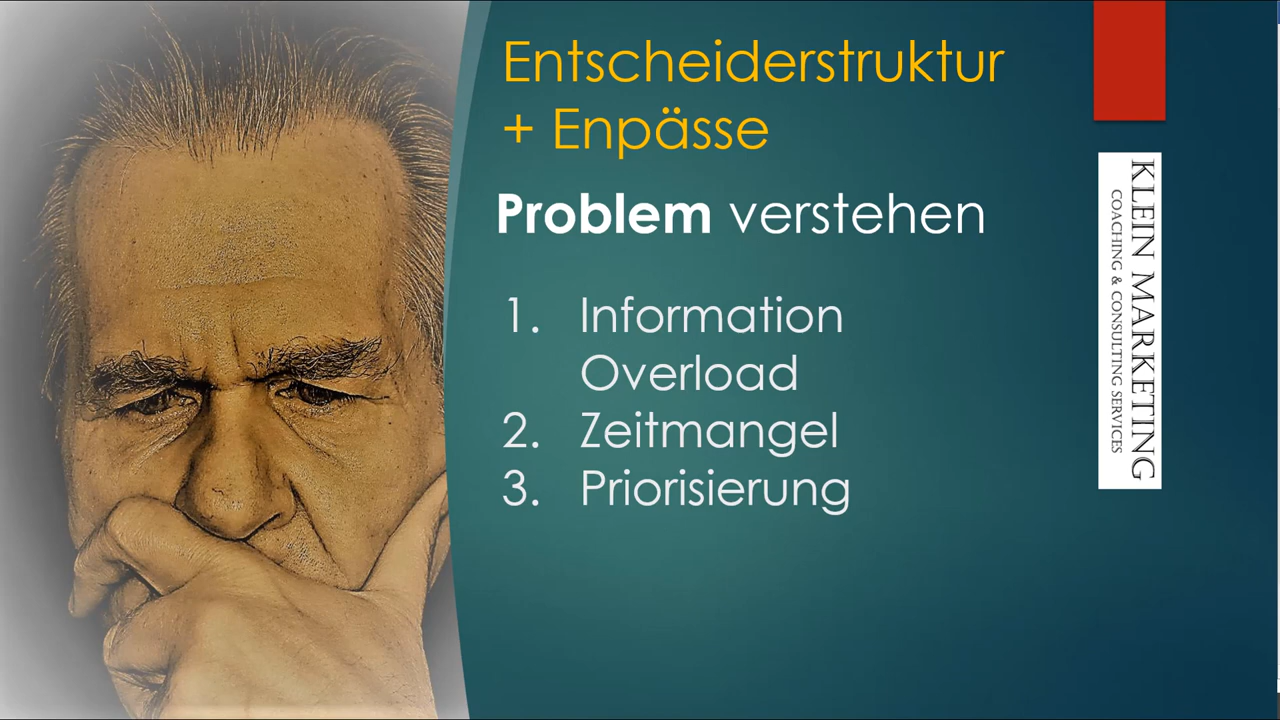 Entscheiderstruktur
+ Enpässe
Problem verstehen
1. Information
Overload
2. Zeitmangel
3. Priorisierung
KLEIN MARKETING
COACHING & CONSULTING SERVICES